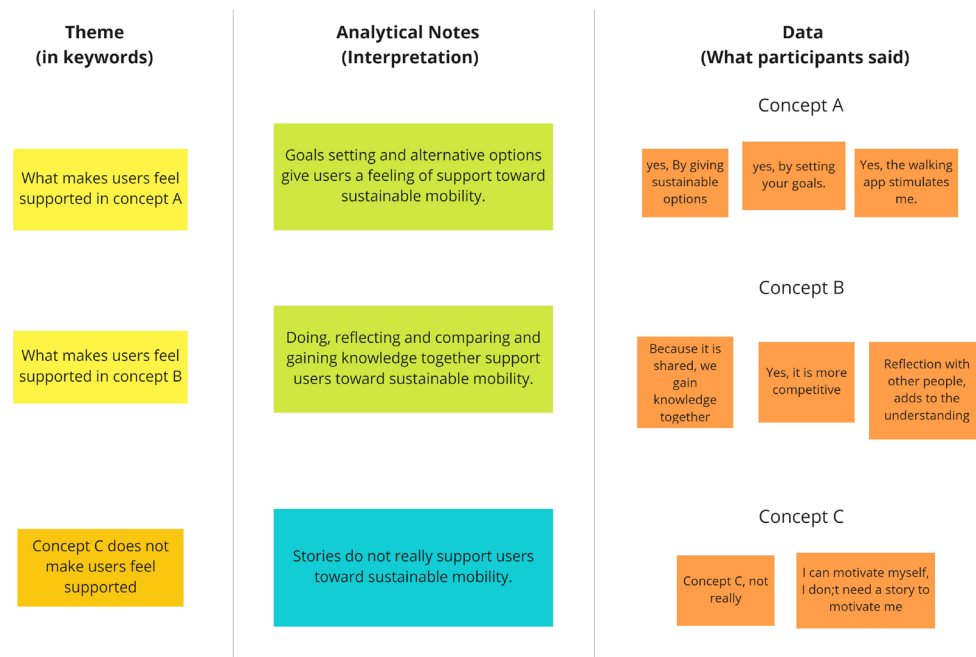 Theme
(in keywords)
Analytical Notes
(Interpretation)
Data
(What participants said)
Concept A
What makes users feel
supported in concept A
Goals setting and alternative options
give users a feeling of support toward
sustainable mobility.
yes, By giving
sustainable
options
yes, by setting
your goals.
Yes, the walking
app stimulates
me.
Concept B
What makes users feel
supported in concept B
Doing, reflecting and comparing and
gaining knowledge together support
users toward sustainable mobility.
Because it is
shared, we
gain
knowledge
together
Yes, it is more
competitive
Reflection with
other people,
adds to the
understanding
Concept C
Concept C does not
make users feel
supported
Stories do not really support users
toward sustainable mobility.
Concept C, not
really
I can motivate myself,
I don;t need a story to
motivate me